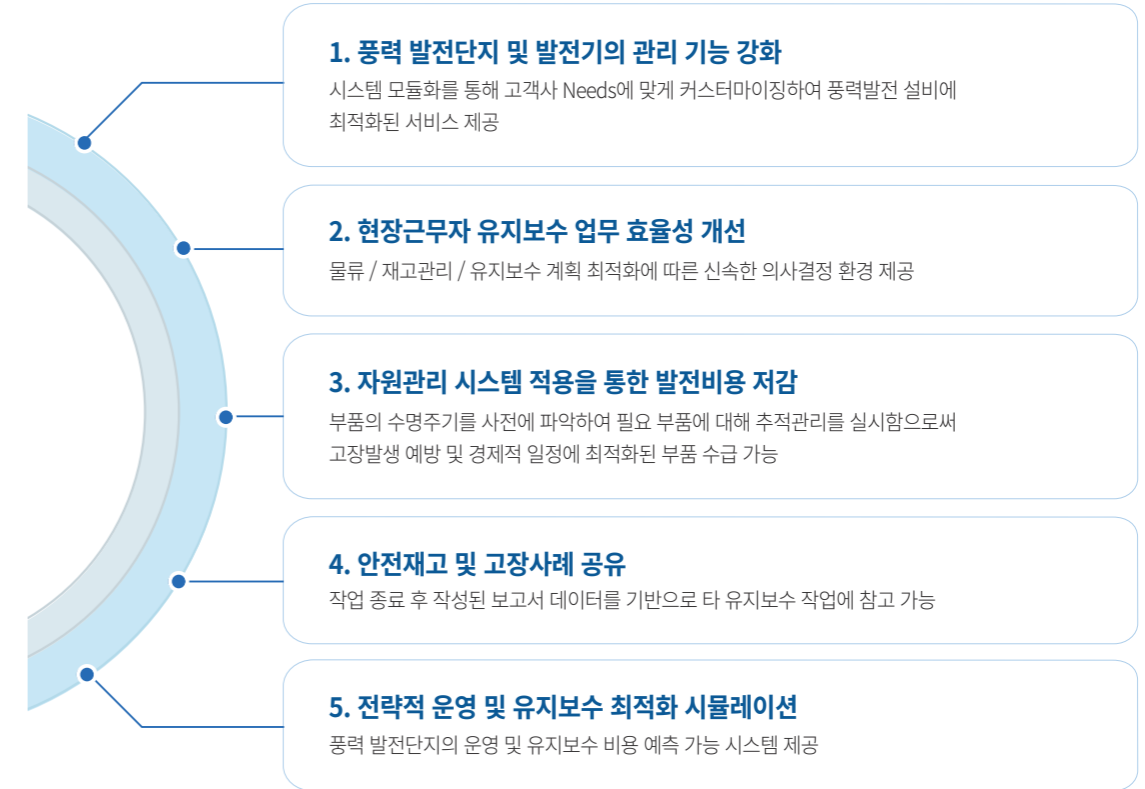 1. 풍력 발전단지 및 발전기의 관리 기능 강화
시스템 모듈화를 통해 고객사 Needs에 맞게 커스터마이징하여 풍력발전 설비에
최적화된 서비스 제공
2. 현장근무자 유지보수 업무 효율성 개선
물류 / 재고관리 / 유지보수 계획 최적화에 따른 신속한 의사결정 환경 제공
3. 자원관리 시스템 적용을 통한 발전비용 저감
부품의 수명주기를 사전에 파악하여 필요 부품에 대해 추적관리를 실시함으로써
고장발생 예방 및 경제적 일정에 최적화된 부품 수급 가능
4. 안전재고 및 고장사례 공유
작업 종료 후 작성된 보고서 데이터를 기반으로 타 유지보수 작업에 참고 가능
5. 전략적 운영 및 유지보수 최적화 시뮬레이션
풍력 발전단지의 운영 및 유지보수 비용 예측 가능 시스템 제공